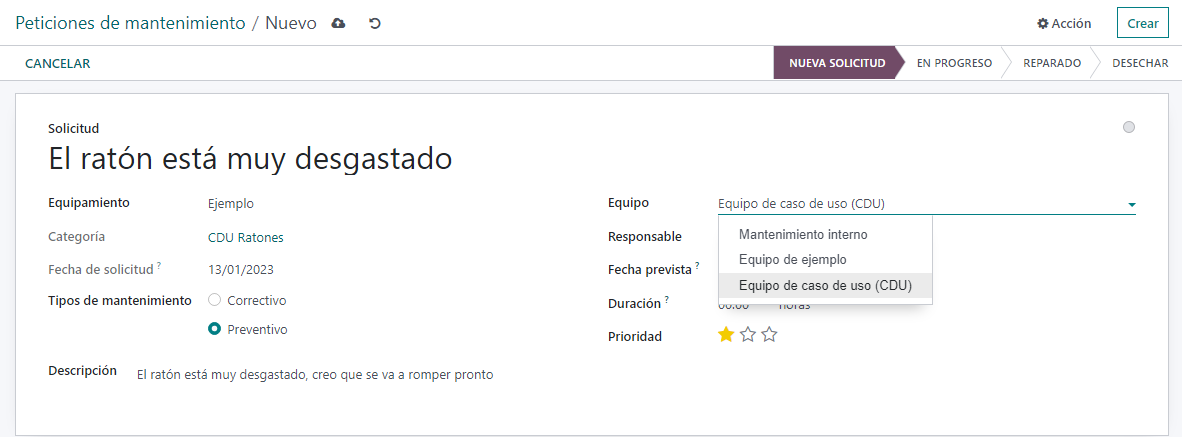 Peticiones de mantenimiento / Nuevo
Acción
Crear
CANCELAR
NUEVA SOLICITUD
EN PROGRESO
REPARADO
DESECHAR
Solicitud
El ratón está muy desgastado
Equipamiento Ejemplo
Categoría CDU Ratones
Fecha de solicitud ? 13/01/2023
Tipos de mantenimiento Correctivo
Preventivo
Equipo Equipo de caso de uso (CDU)
Mantenimiento interno
Equipo de ejemplo
Equipo de caso de uso (CDU)
Responsable
Fecha prevista ?
Duración ? 00:00 horas
Prioridad
Descripción El ratón está muy desgastado, creo que se va a romper pronto